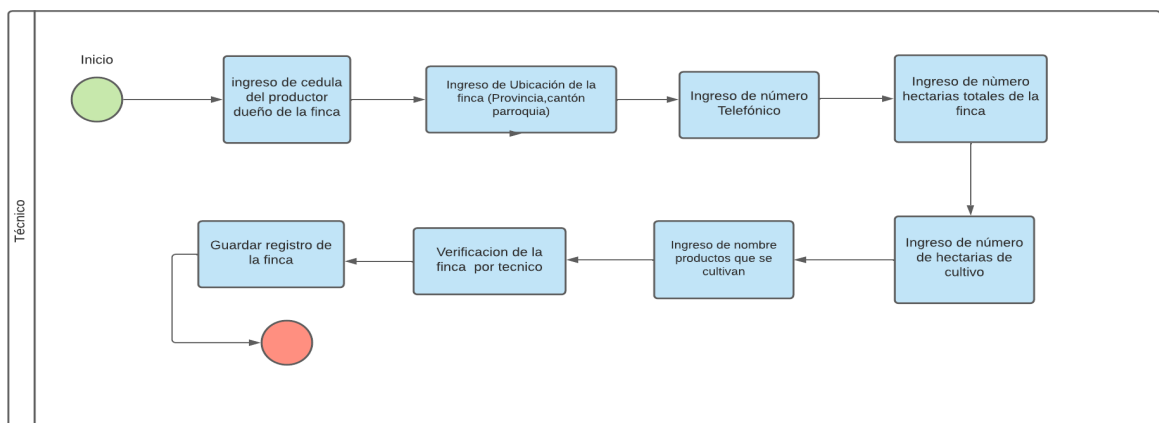 Técnico
Inicio
ingreso de cedula
del productor
dueño de la finca
Ingreso de Ubicación de la
finca (Provincia,cantón
parroquia)
Ingreso de número
Telefónico
Ingreso de nùmero
hectarias totales de la
finca
Ingreso de número
de hectarias de
cultivo
Ingreso de nombre
productos que se
cultivan
Verificacion de la
finca por tecnico
Guardar registro de
la finca